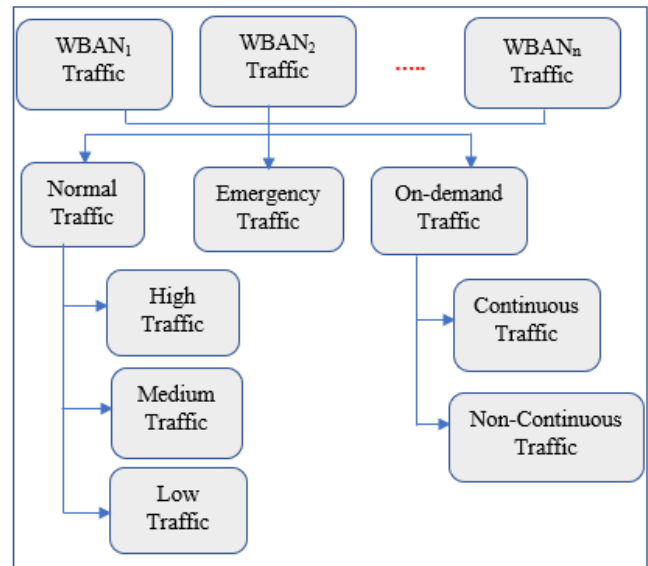 WBAN₁
Traffic
WBAN₂
Traffic
.....
WBANₙ
Traffic
Normal
Traffic
Emergency
Traffic
On-demand
Traffic
High
Traffic
Continuous
Traffic
Medium
Traffic
Non-Continuous
Traffic
Low
Traffic